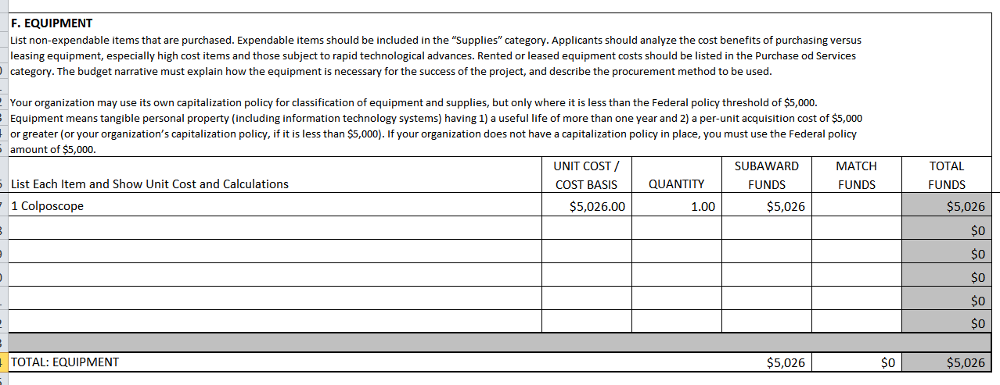 F. EQUIPMENT
List non-expendable items that are purchased. Expendable items should be included in the “Supplies” category. Applicants should analyze the cost benefits of purchasing versus
leasing equipment, especially high cost items and those subject to rapid technological advances. Rented or leased equipment costs should be listed in the Purchase od Services
category. The budget narrative must explain how the equipment is necessary for the success of the project, and describe the procurement method to be used.
Your organization may use its own capitalization policy for classification of equipment and supplies, but only where it is less than the Federal policy threshold of $5,000.
Equipment means tangible personal property (including information technology systems) having 1) a useful life of more than one year and 2) a per-unit acquisition cost of $5,000
or greater (or your organization’s capitalization policy, if it is less than $5,000). If your organization does not have a capitalization policy in place, you must use the Federal policy
amount of $5,000.
UNIT COST / SUBAWARD MATCH TOTAL
List Each Item and Show Unit Cost and Calculations COST BASIS QUANTITY FUNDS FUNDS FUNDS
1 Colposcope $5,026.00 1.00 $5,026 $5,026
$0
$0
$0
$0
$0
TOTAL: EQUIPMENT $5,026 $0 $5,026